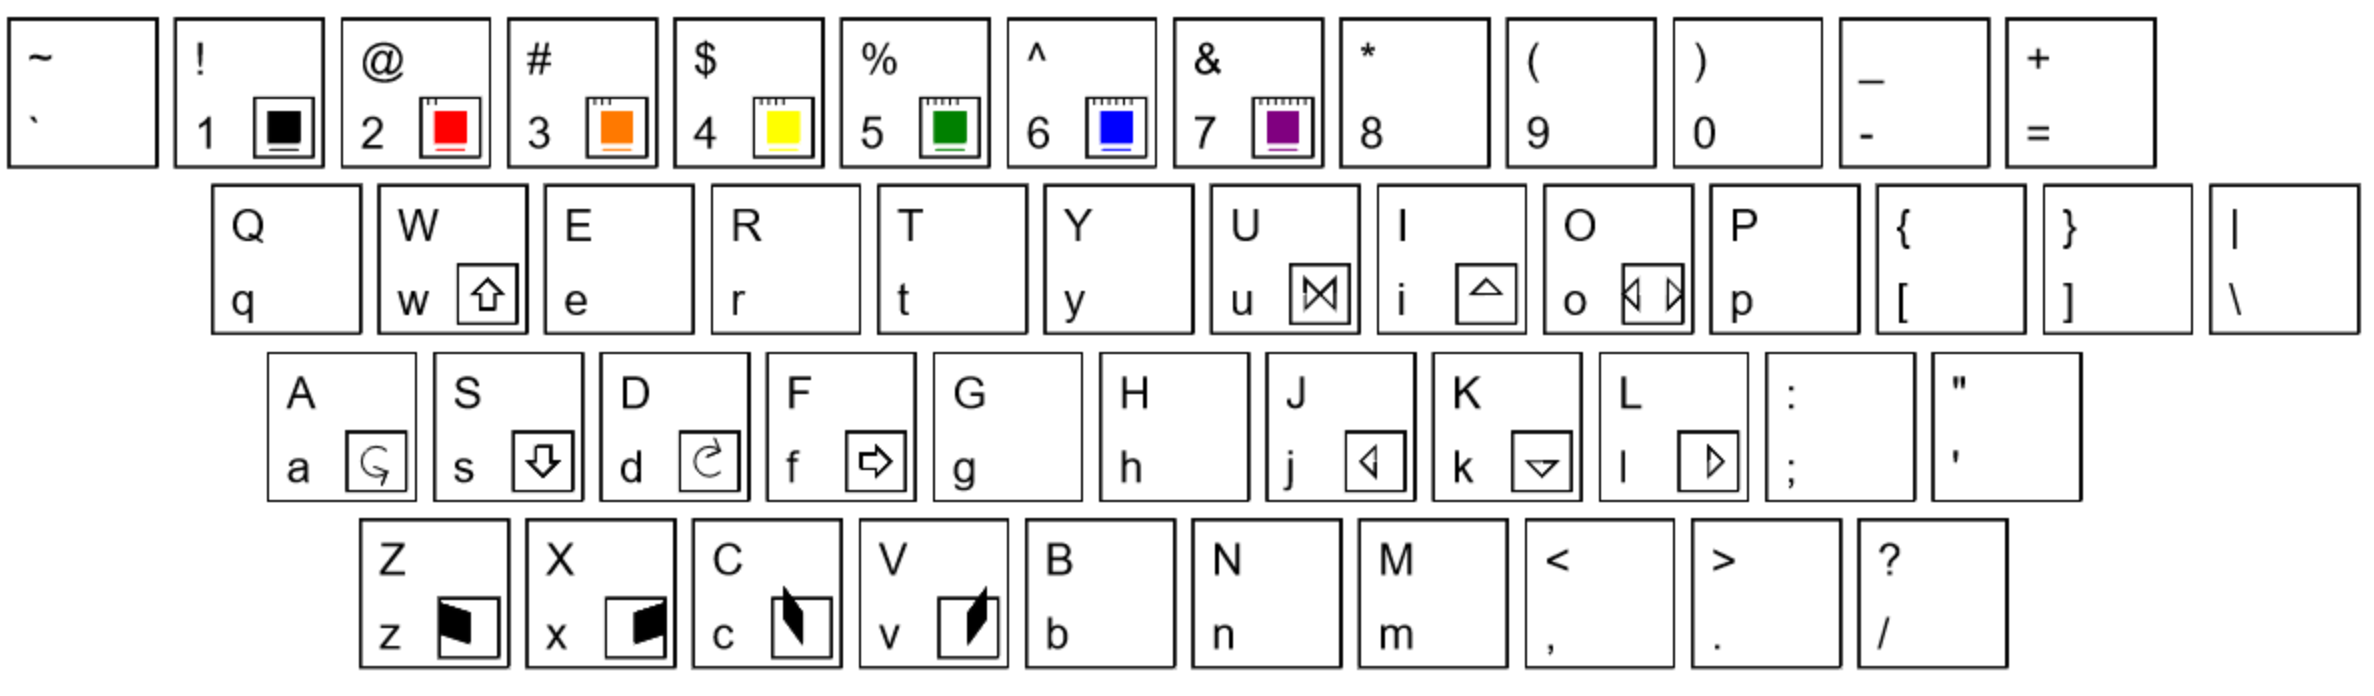 ~ ! @ # $ % ^ & * ( ) _ +
` 1 2 3 4 5 6 7 8 9 0 - =
Q W E R T Y U I O P { } |
q w e r t y u i o p [ ] \
A S D F G H J K L : "
a s d f g h j k l ; '
Z X C V B N M < > ?
z x c v b n m , . /